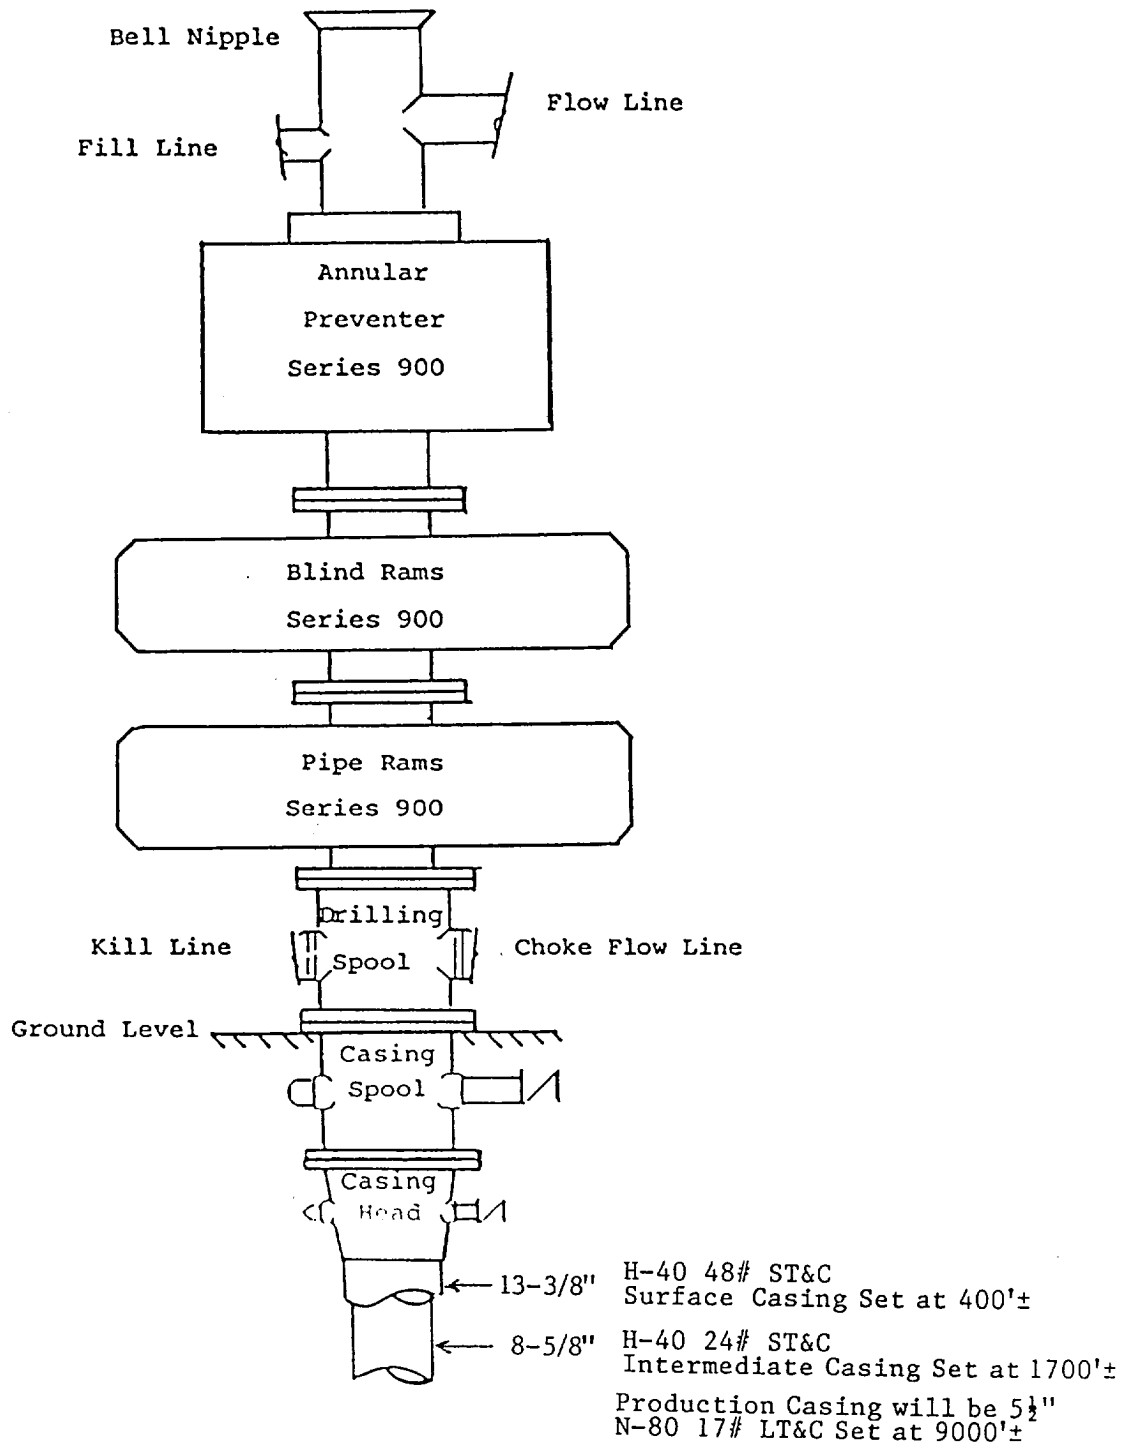 Bell Nipple
Flow Line
Fill Line
Annular
Preventer
Series 900
Blind Rams
Series 900
Pipe Rams
Series 900
Drilling
Kill Line
Spool
Choke Flow Line
Ground Level
Casing
Spool
Casing
Head
13-3/8" H-40 48# ST&C
Surface Casing Set at 400'±
8-5/8" H-40 24# ST&C
Intermediate Casing Set at 1700'±
Production Casing will be 5½"
N-80 17# LT&C Set at 9000'±